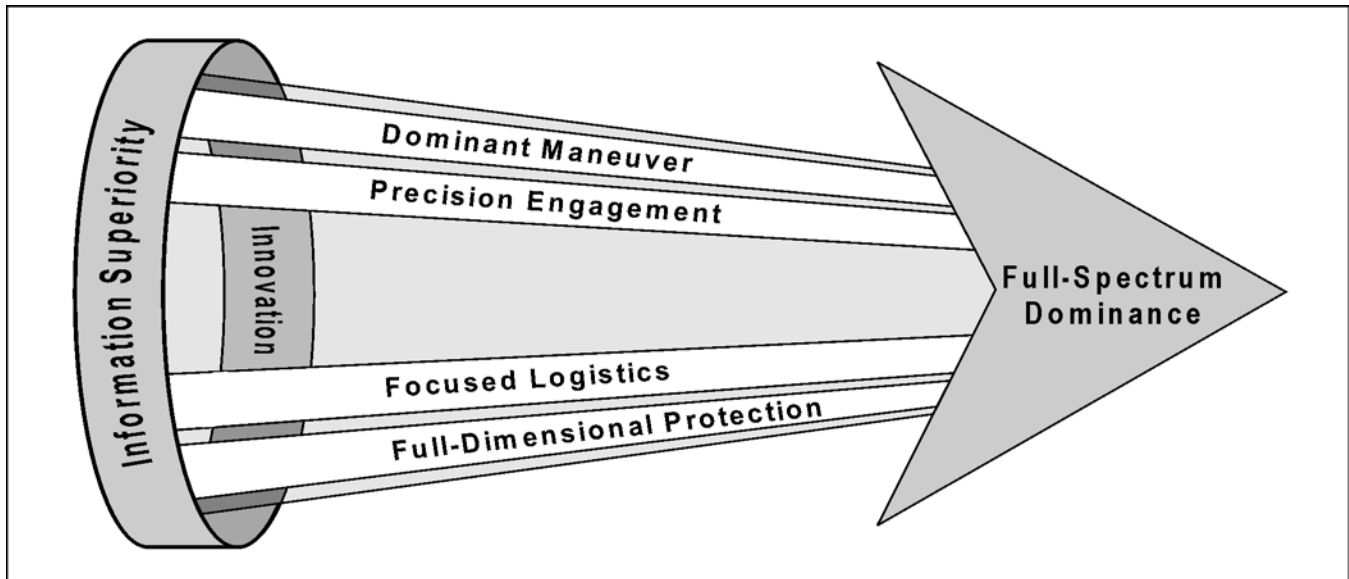 Information Superiority
Innovation
Dominant Maneuver
Precision Engagement
Focused Logistics
Full-Dimensional Protection
Full-Spectrum
Dominance